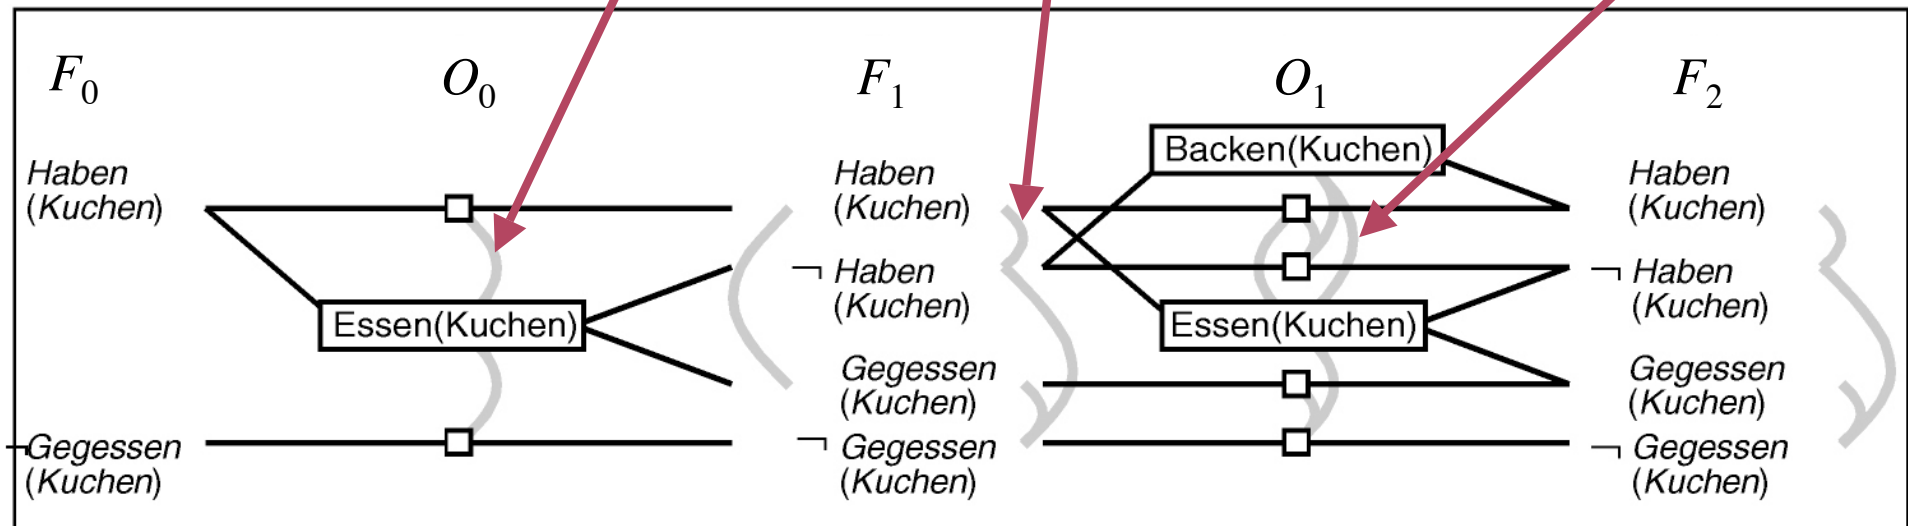 F0 O0 F1 O1 F2
Backen(Kuchen)
Haben
(Kuchen)
Haben
(Kuchen)
Haben
(Kuchen)
¬ Haben
(Kuchen)
¬ Haben
(Kuchen)
Essen(Kuchen)
Essen(Kuchen)
Gegessen
(Kuchen)
Gegessen
(Kuchen)
¬Gegessen
(Kuchen)
¬ Gegessen
(Kuchen)
¬ Gegessen
(Kuchen)